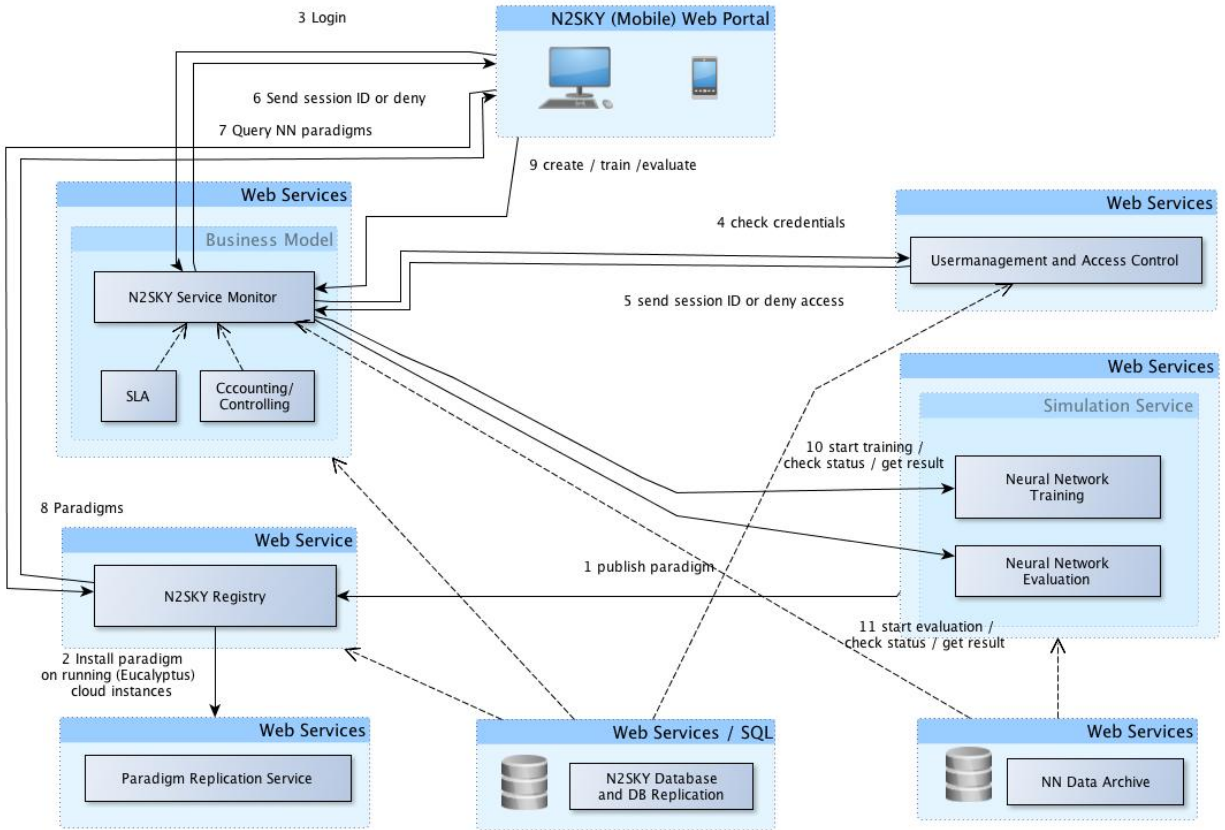 3 Login
N2SKY (Mobile) Web Portal
6 Send session ID or deny
7 Query NN paradigms
9 create / train /evaluate
Web Services
Business Model
N2SKY Service Monitor
SLA
Cccounting/
Controlling
4 check credentials
5 send session ID or deny access
Web Services
Usermanagement and Access Control
Web Services
Simulation Service
10 start training /
check status / get result
Neural Network
Training
Neural Network
Evaluation
8 Paradigms
Web Service
N2SKY Registry
1 publish paradigm
11 start evaluation /
check status / get result
2 Install paradigm
on running (Eucalyptus)
cloud instances
Web Services
Paradigm Replication Service
Web Services / SQL
N2SKY Database
and DB Replication
Web Services
NN Data Archive